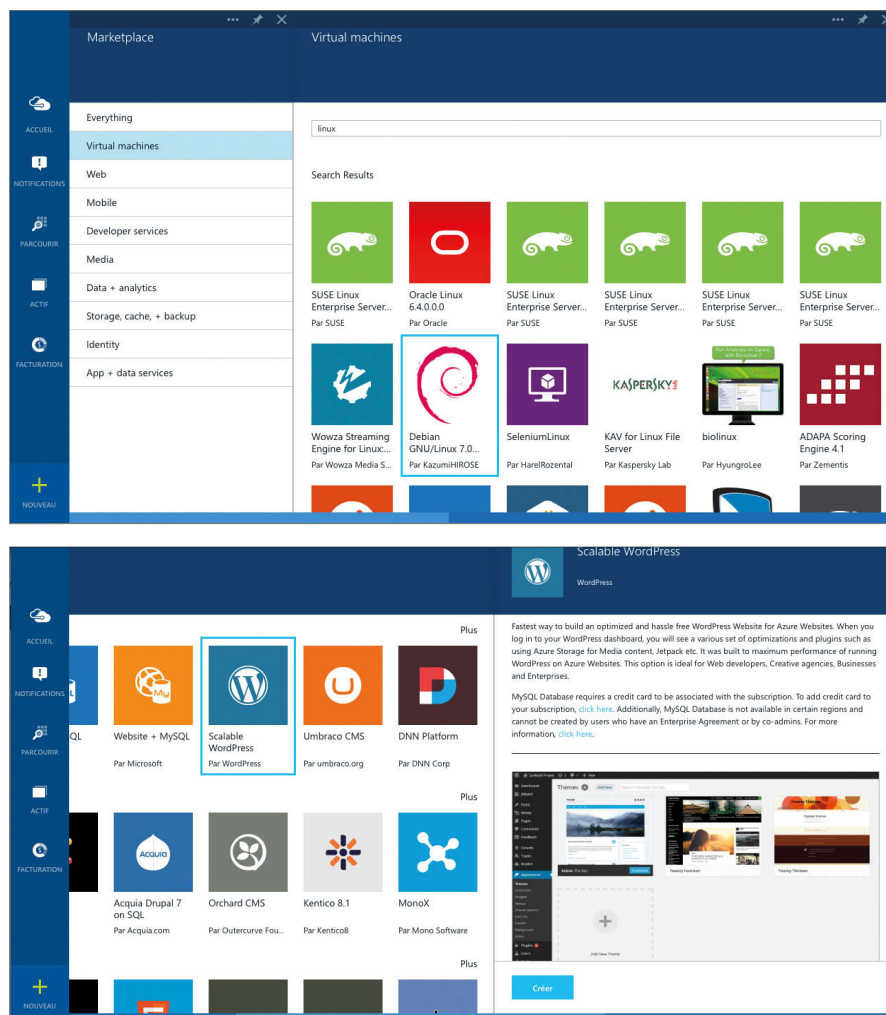 Marketplace
Virtual machines
ACCUEIL
NOTIFICATIONS
PARCOURIR
ACTIF
FACTURATION
NOUVEAU
Everything
Virtual machines
Web
Mobile
Developer services
Media
Data + analytics
Storage, cache, + backup
Identity
App + data services
linux
Search Results
SUSE Linux
Enterprise Server...
Par SUSE
Oracle Linux
6.4.0.0.0
Par Oracle
SUSE Linux
Enterprise Server...
Par SUSE
SUSE Linux
Enterprise Server...
Par SUSE
SUSE Linux
Enterprise Server...
Par SUSE
SUSE Linux
Enterprise Server...
Par SUSE
Wowza Streaming
Engine for Linux:...
Par Wowza Media S...
Debian
GNU/Linux 7.0...
Par KazumiHIROSE
SeleniumLinux
Par HarelRozental
KASPERSKY
KAV for Linux File
Server
Par Kaspersky Lab
biolinux
Par HyungroLee
ADAPA Scoring
Engine 4.1
Par Zementis
ACCUEIL
NOTIFICATIONS
PARCOURIR
ACTIF
FACTURATION
NOUVEAU
Plus
QL
My
Website + MySQL
Par Microsoft
Scalable
WordPress
Par WordPress
Umbraco CMS
Par umbraco.org
DNN Platform
Par DNN Corp
Plus
ACQUIA
Acquia Drupal 7
on SQL
Par Acquia.com
Orchard CMS
Par Outercurve Fou...
Kentico 8.1
Par Kentico8
MonoX
Par Mono Software
Plus
Scalable WordPress
WordPress
Fastest way to build an optimized and hassle free WordPress Website for Azure Websites. When you
log in to your WordPress dashboard, you will see a various set of optimizations and plugins such as
using Azure Storage for Media content, Jetpack etc. It was built to maximum performance of running
WordPress on Azure Websites. This option is ideal for Web developers, Creative agencies, Businesses
and Enterprises.
MySQL Database requires a credit card to be associated with the subscription. To add credit card to
your subscription, click here. Additionally, MySQL Database is not available in certain regions and
cannot be created by users who have an Enterprise Agreement or by co-admins. For more
information, click here.
Themes
Add New Theme
Twenty Fourteen
Twenty Thirteen
Créer